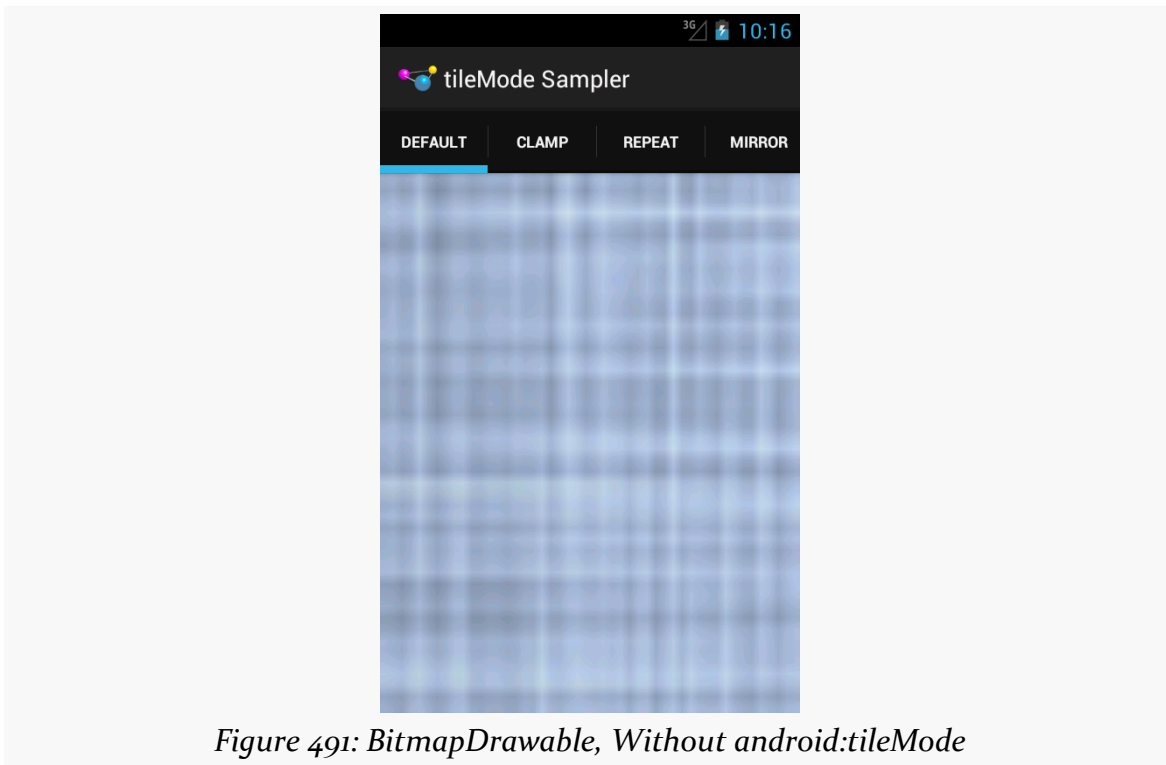 3G 10:16
tileMode Sampler
DEFAULT CLAMP REPEAT MIRROR
Figure 491: BitmapDrawable, Without android:tileMode